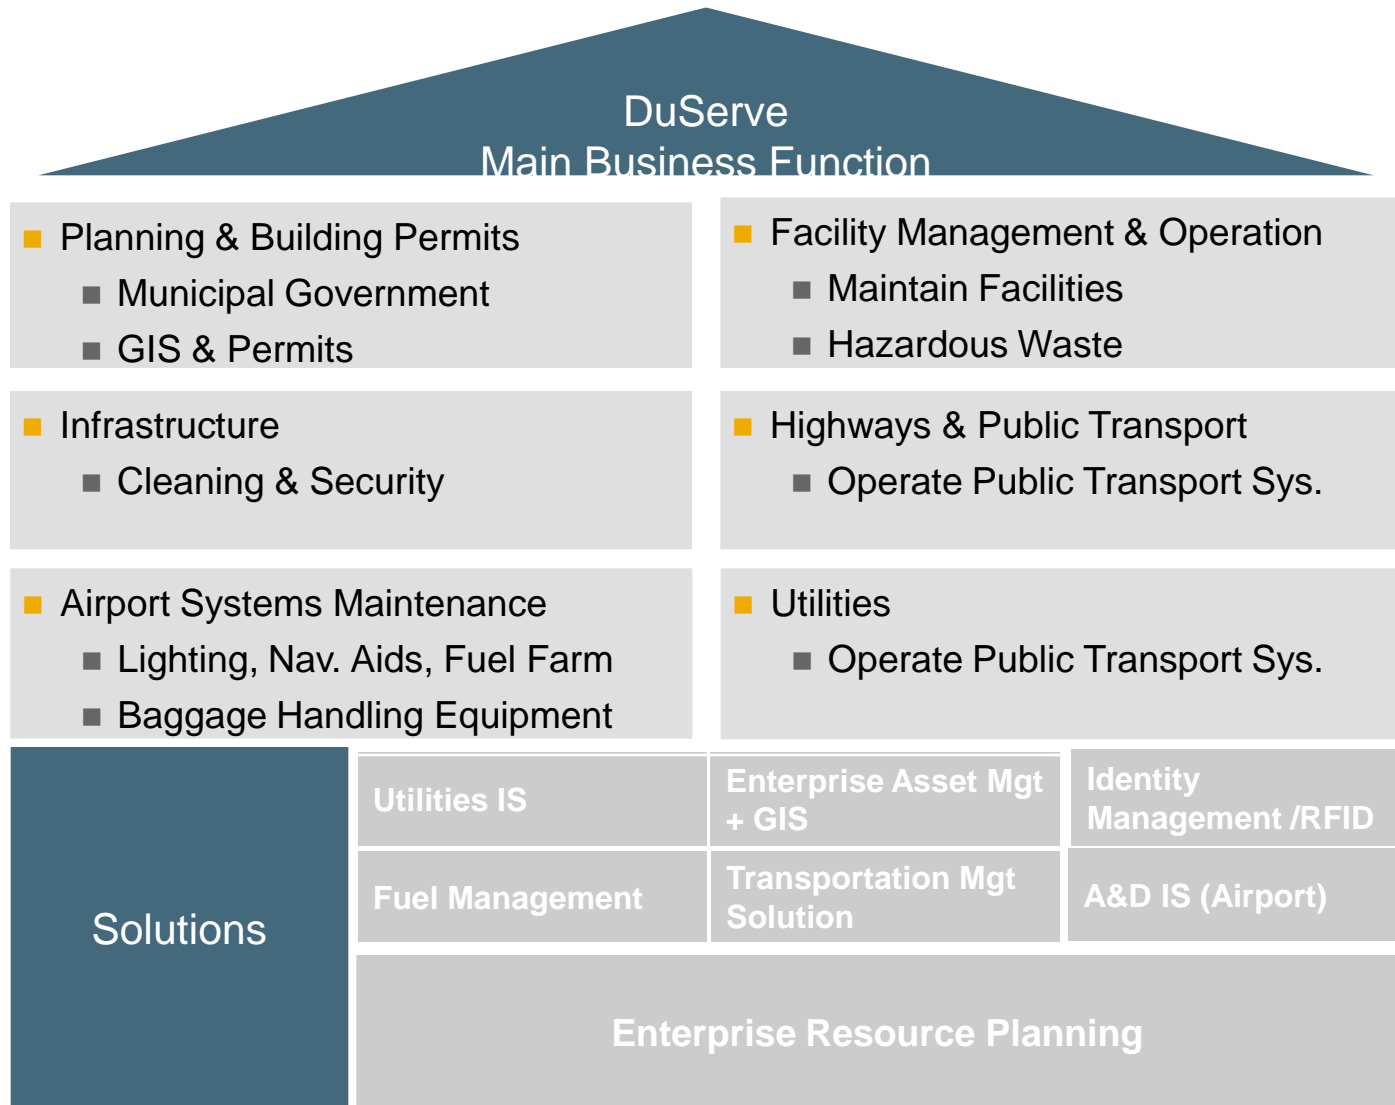 DuServe
Main Business Function
Planning & Building Permits
Municipal Government
GIS & Permits
Facility Management & Operation
Maintain Facilities
Hazardous Waste
Infrastructure
Cleaning & Security
Highways & Public Transport
Operate Public Transport Sys.
Airport Systems Maintenance
Lighting, Nav. Aids, Fuel Farm
Baggage Handling Equipment
Utilities
Operate Public Transport Sys.
Solutions
Utilities IS
Enterprise Asset Mgt
+ GIS
Identity
Management /RFID
Fuel Management
Transportation Mgt
Solution
A&D IS (Airport)
Enterprise Resource Planning